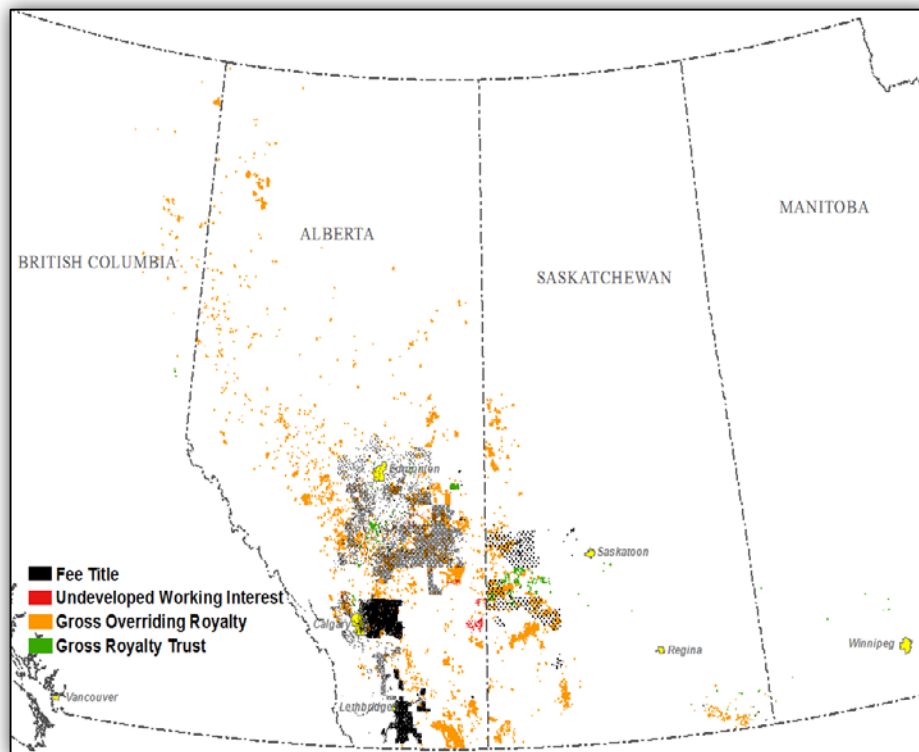 MANITOBA
ALBERTA
BRITISH COLUMBIA
SASKATCHEWAN
Edmonton
Saskatoon
Fee Title
Undeveloped Working Interest
Gross Overriding Royalty
Calgary
Gross Royalty Trust
Winnipeg
Regina
Vancouver
Lethbridge